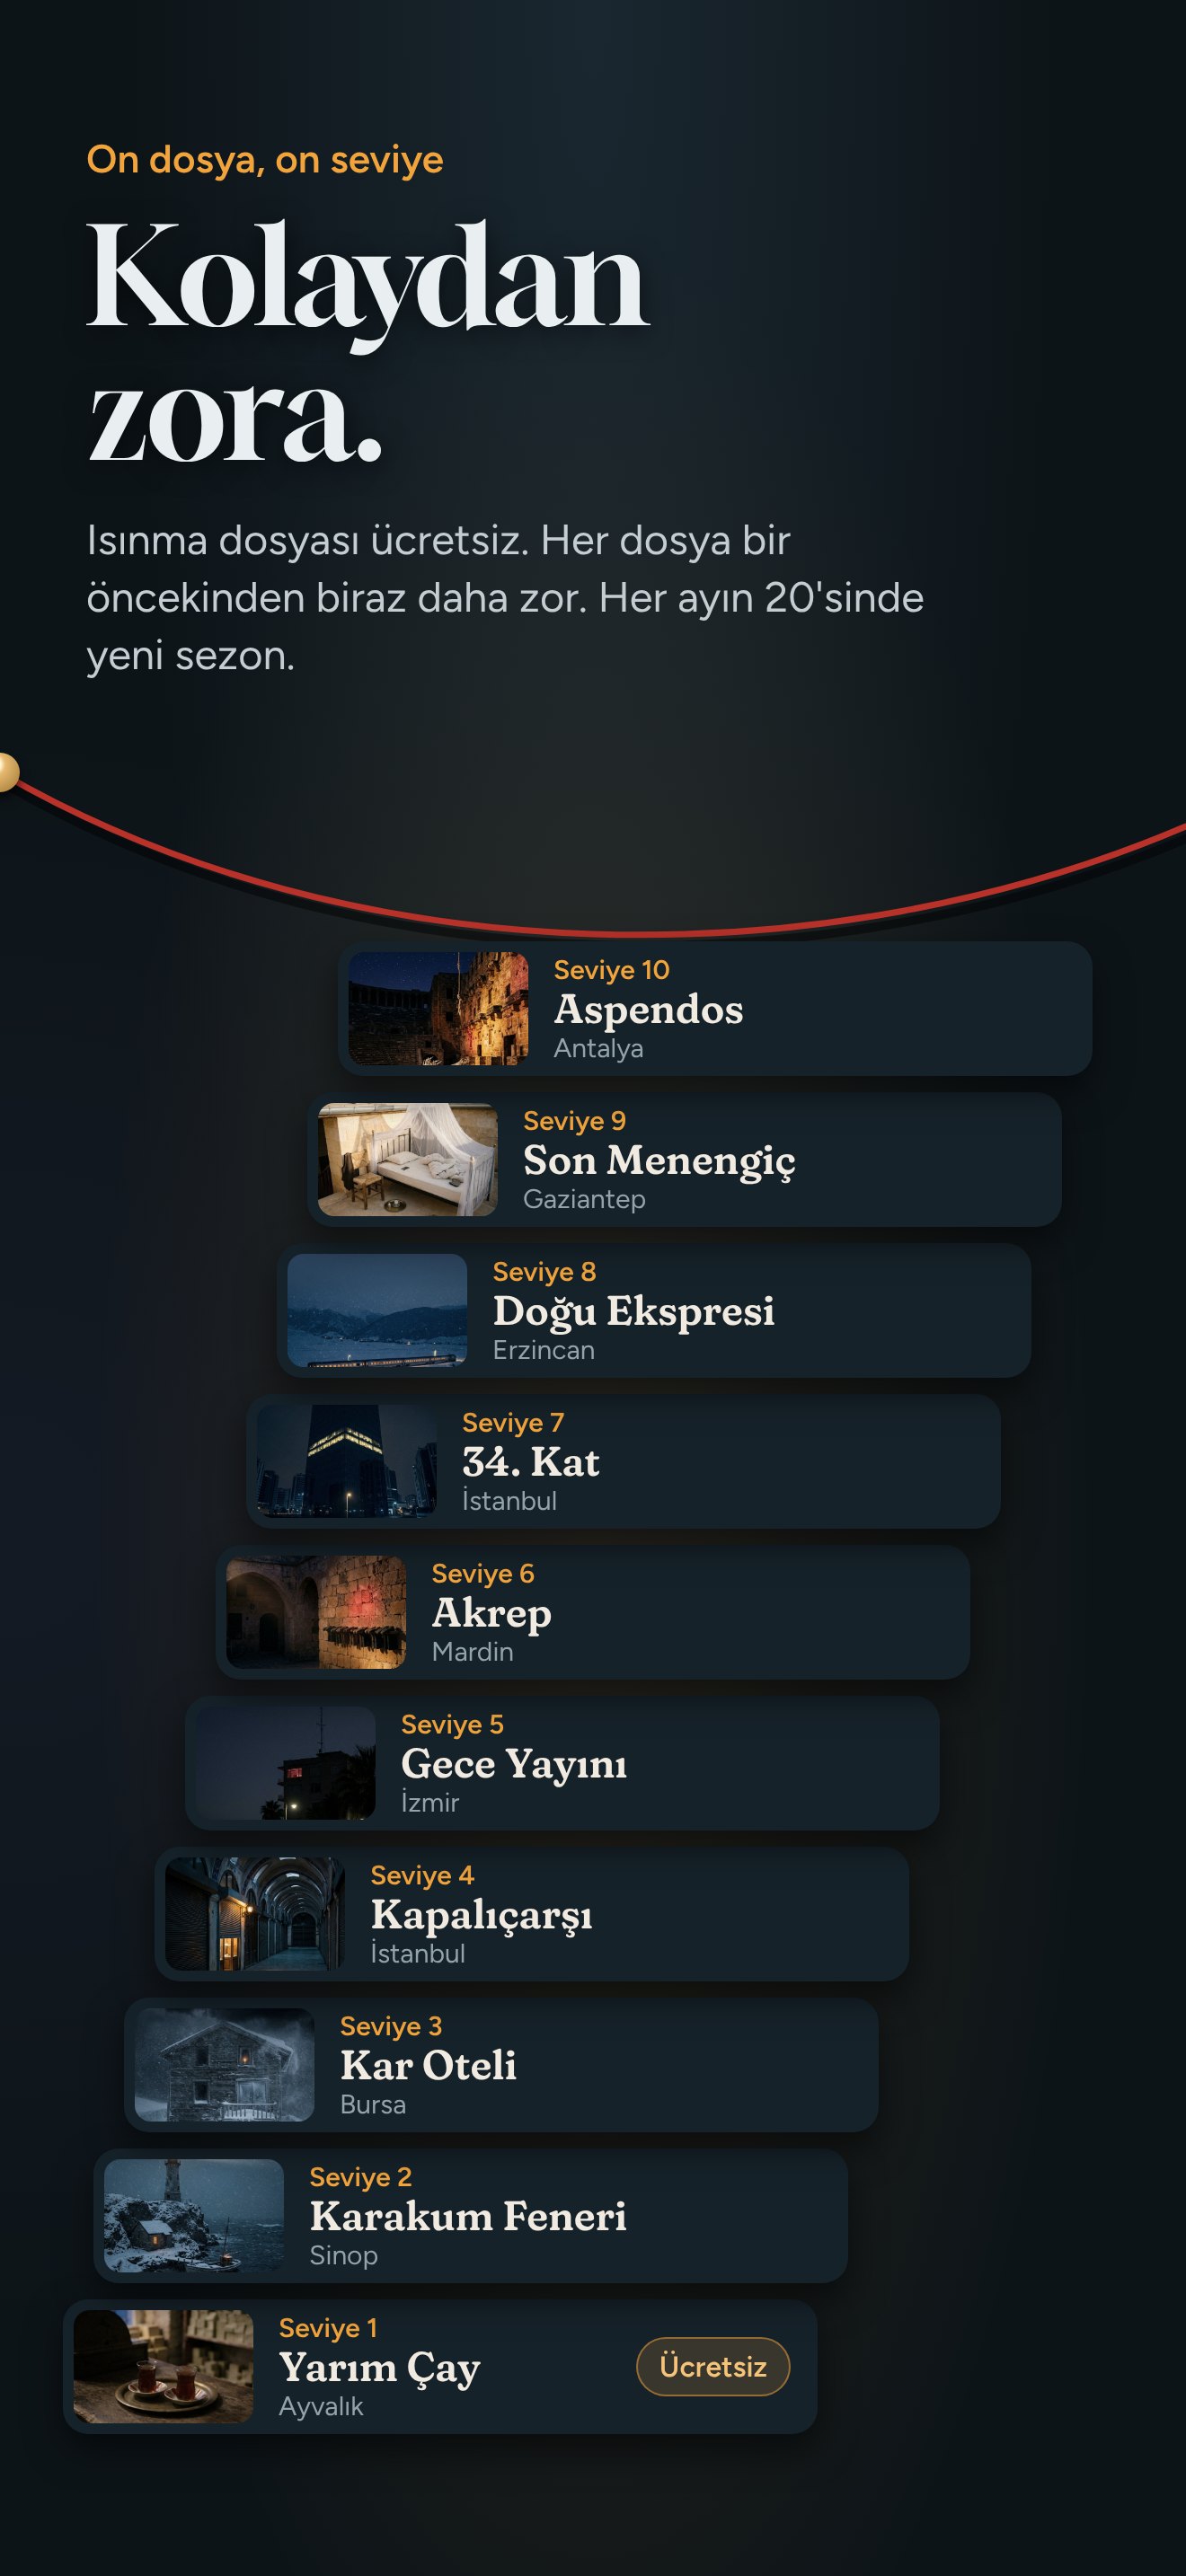 On dosya, on seviye
Kolaydan
zora.
Isınma dosyası ücretsiz. Her dosya bir
öncekinden biraz daha zor. Her ayın 20'sinde
yeni sezon.
Seviye 10
Aspendos
Antalya
Seviye 9
Son Menengiç
Gaziantep
Seviye 8
Doğu Ekspresi
Erzincan
Seviye 7
34. Kat
İstanbul
Seviye 6
Akrep
Mardin
Seviye 5
Gece Yayını
İzmir
Seviye 4
Kapalıçarşı
İstanbul
Seviye 3
Kar Oteli
Bursa
Seviye 2
Karakum Feneri
Sinop
Seviye 1
Yarım Çay
Ayvalık
Ücretsiz